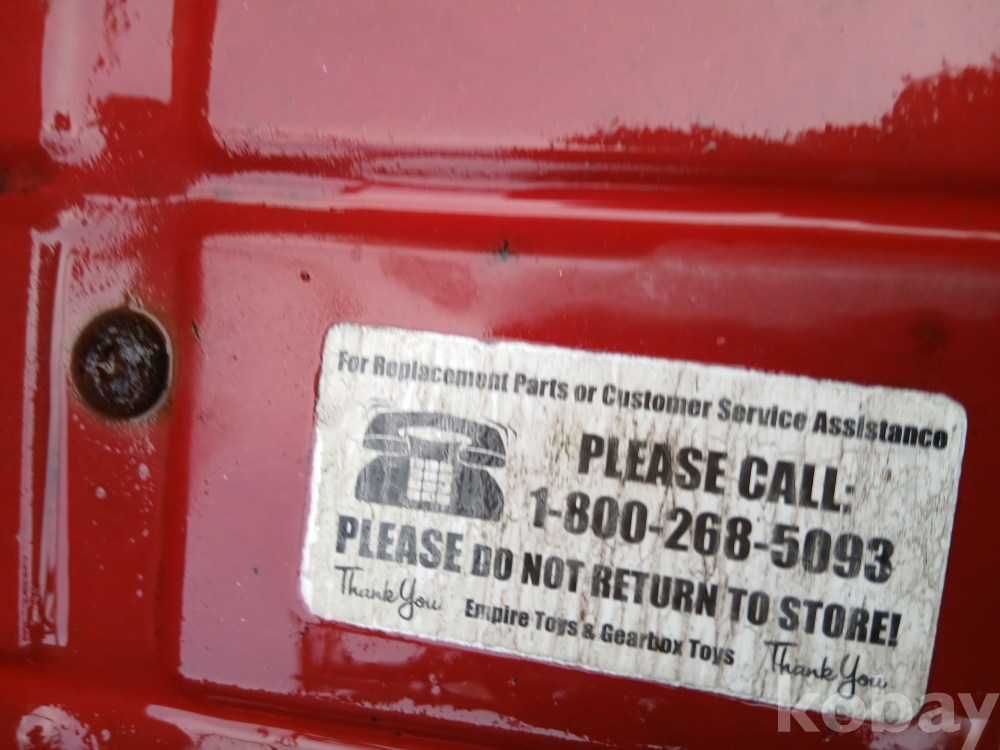 For Replacement Parts or Customer Service Assistance
PLEASE CALL:
1-800-268-5093
PLEASE DO NOT RETURN TO STORE!
Thank You
Empire Toys & Gearbox Toys
Thank You
kobay